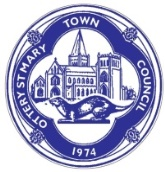 OTTERY ST MARY TOWN COUNCIL
1974